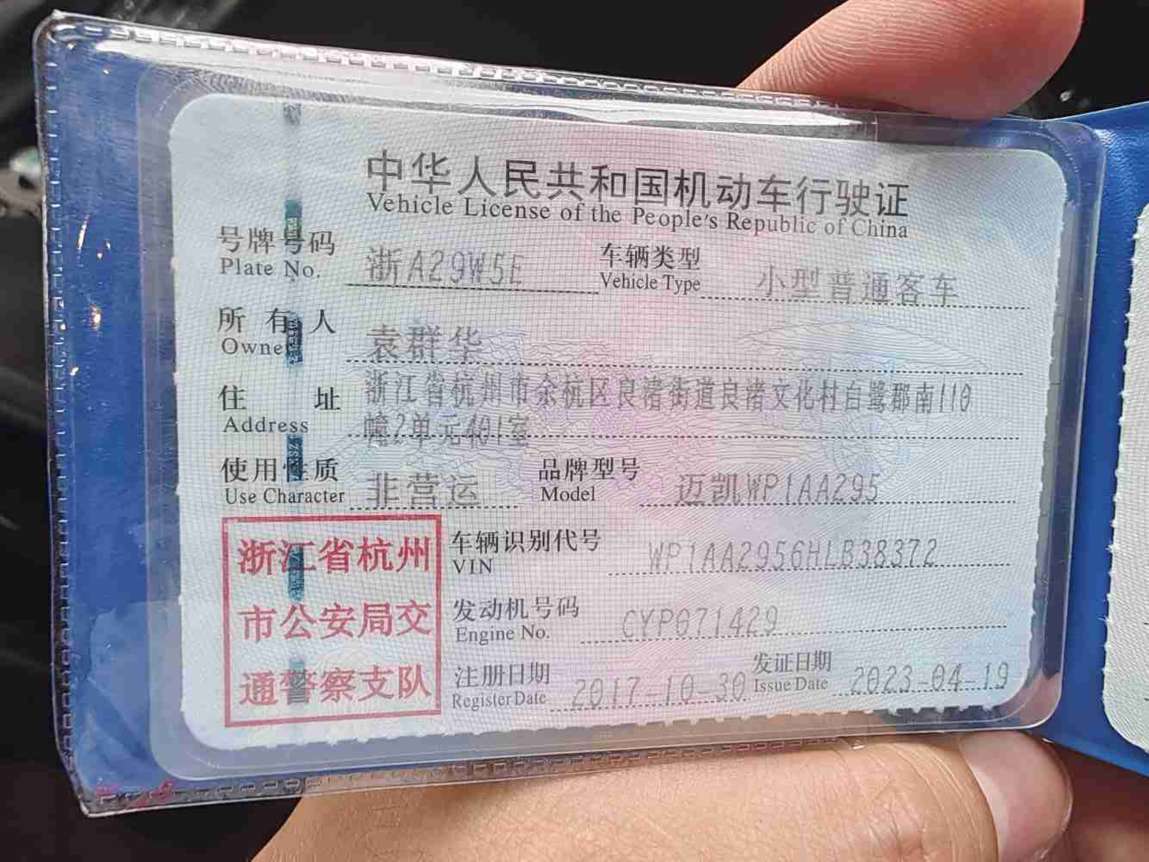 中华人民共和国机动车行驶证
Vehicle License of the People's Republic of China
号牌号码 浙A29W5E 车辆类型 小型普通客车
Plate No. Vehicle Type
所有人 袁群华
Owner
住址 浙江省杭州市余杭区良渚街道良渚文化村白鹭郡南110
Address 幢2单元401室
使用性质 非营运 品牌型号 迈凯WP1AA295
Use Character Model
浙江省杭州
市公安局交
通警察支队
车辆识别代号 WP1AA2956HLB38372
VIN
发动机号码 CYP071429
Engine No.
注册日期 2017-10-30 发证日期 2023-04-19
Register Date Issue Date